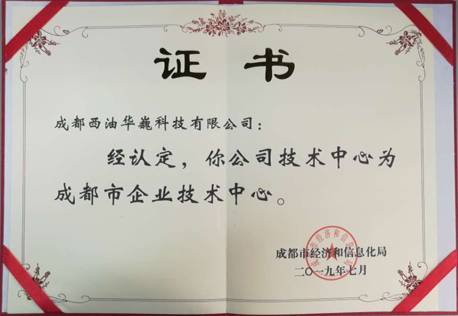 证书
成都西油华巍科技有限公司：
经认定，你公司技术中心为
成都市企业技术中心。
成都市经济和信息化局
二〇一九年七月